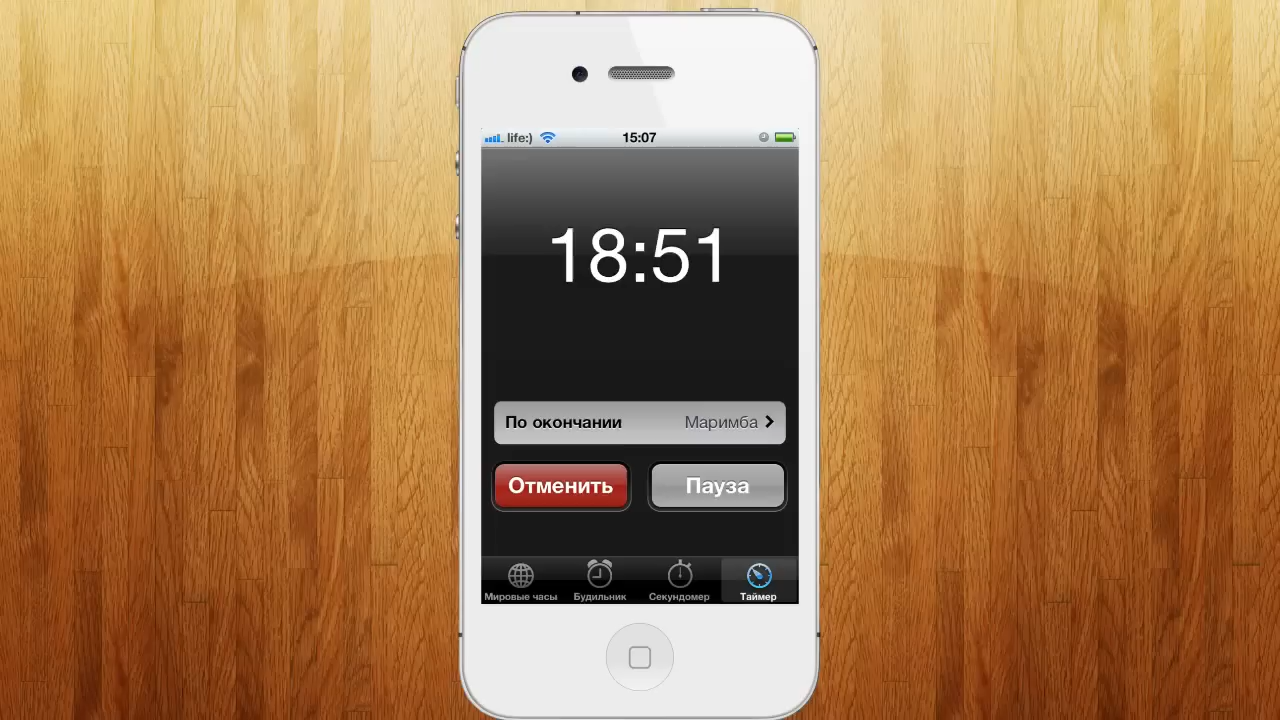 life:) 15:07
18:51
По окончании Маримба
Отменить Пауза
Мировые часы Будильник Секундомер Таймер